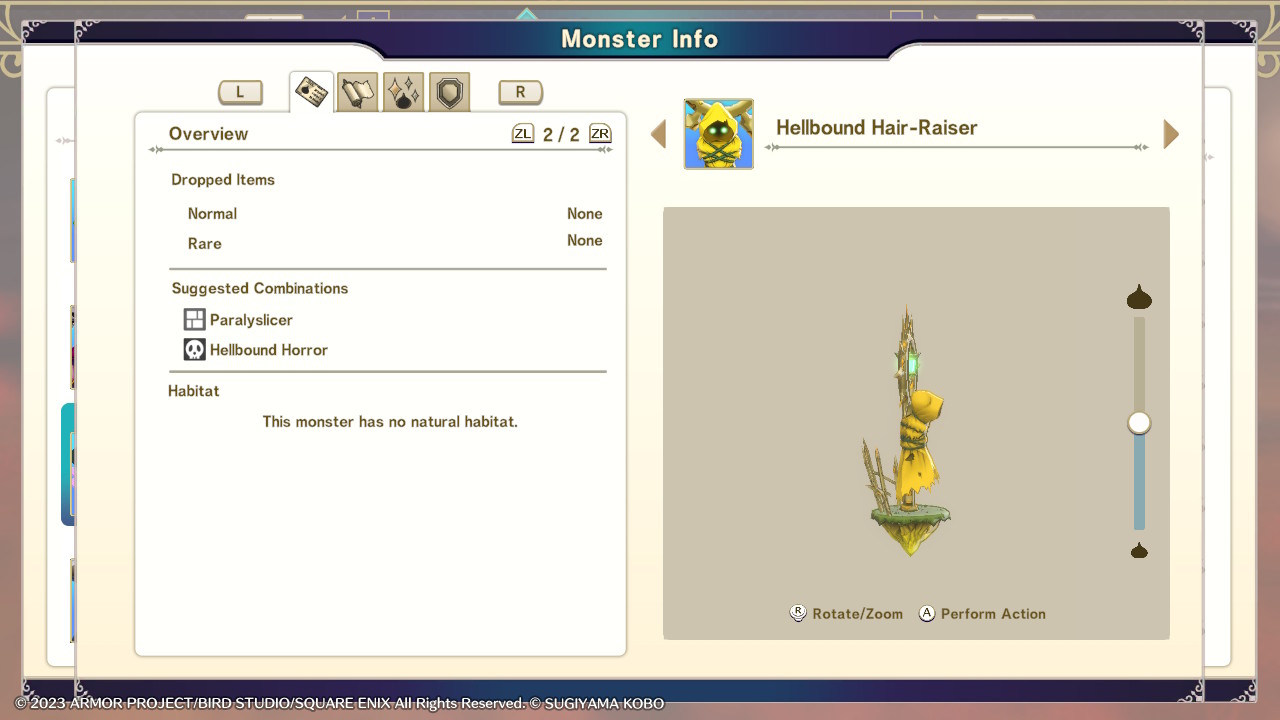 Monster Info
L
R
Overview
ZL 2 / 2 ZR
Dropped Items
Normal None
Rare None
Suggested Combinations
Paralyslicer
Hellbound Horror
Habitat
This monster has no natural habitat.
Hellbound Hair-Raiser
R Rotate/Zoom A Perform Action
© 2023 ARMOR PROJECT/BIRD STUDIO/SQUARE ENIX All Rights Reserved. © SUGIYAMA KOBO